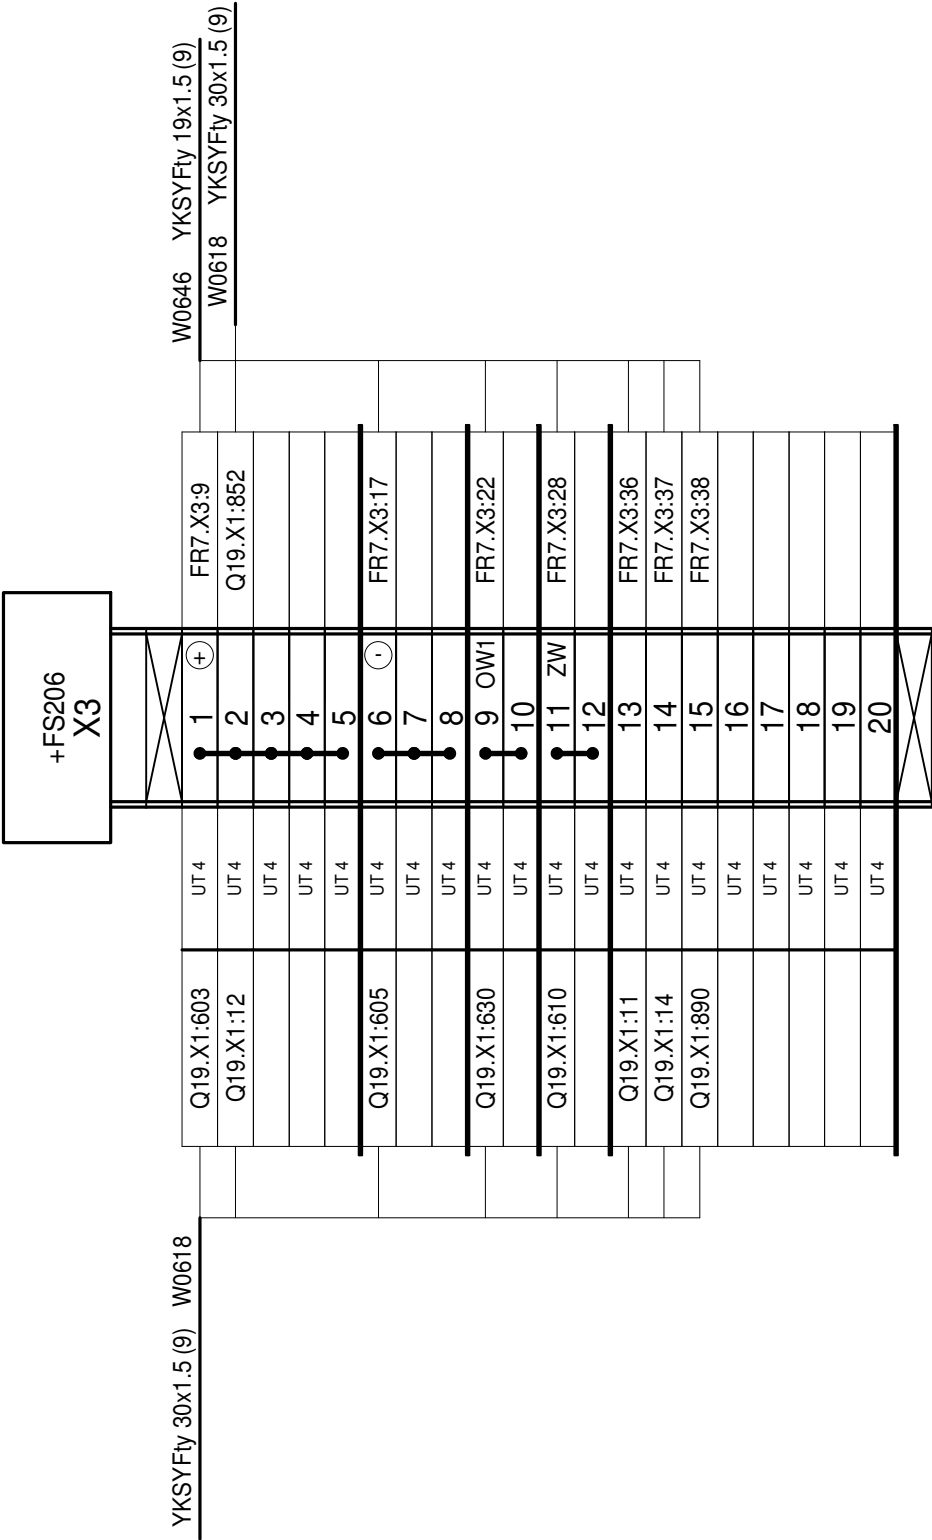 +FS206
X3
W0646 YKSYFty 19x1.5 (9)
W0618 YKSYFty 30x1.5 (9)
YKSYFty 30x1.5 (9) W0618
Q19.X1:603 UT 4 1 + FR7.X3:9
Q19.X1:12 UT 4 2 Q19.X1:852
UT 4 3
UT 4 4
UT 4 5
Q19.X1:605 UT 4 6 - FR7.X3:17
UT 4 7
UT 4 8
Q19.X1:630 UT 4 9 OW1 FR7.X3:22
UT 4 10
Q19.X1:610 UT 4 11 ZW FR7.X3:28
UT 4 12
Q19.X1:11 UT 4 13 FR7.X3:36
Q19.X1:14 UT 4 14 FR7.X3:37
Q19.X1:890 UT 4 15 FR7.X3:38
UT 4 16
UT 4 17
UT 4 18
UT 4 19
UT 4 20